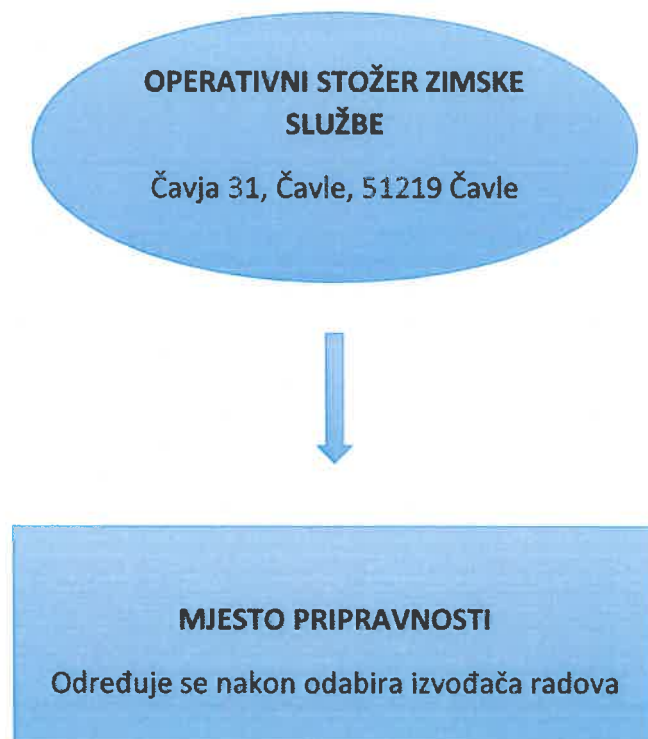 OPERATIVNI STOŽER ZIMSKE
SLUŽBE
Čavja 31, Čavle, 51219 Čavle
MJESTO PRIPRAVNOSTI
Određuje se nakon odabira izvođača radova